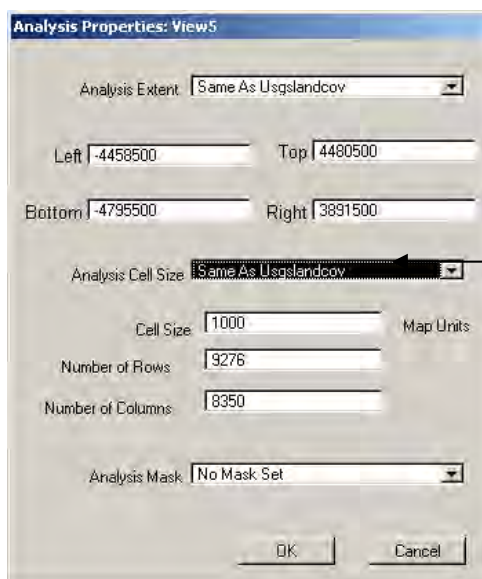 Analysis Properties: View5
Analysis Extent Same As Usgslandcov
Left -4458500 Top 4480500
Bottom -4795500 Right 3891500
Analysis Cell Size Same As Usgslandcov
Cell Size 1000 Map Units
Number of Rows 9276
Number of Columns 8350
Analysis Mask No Mask Set
OK Cancel